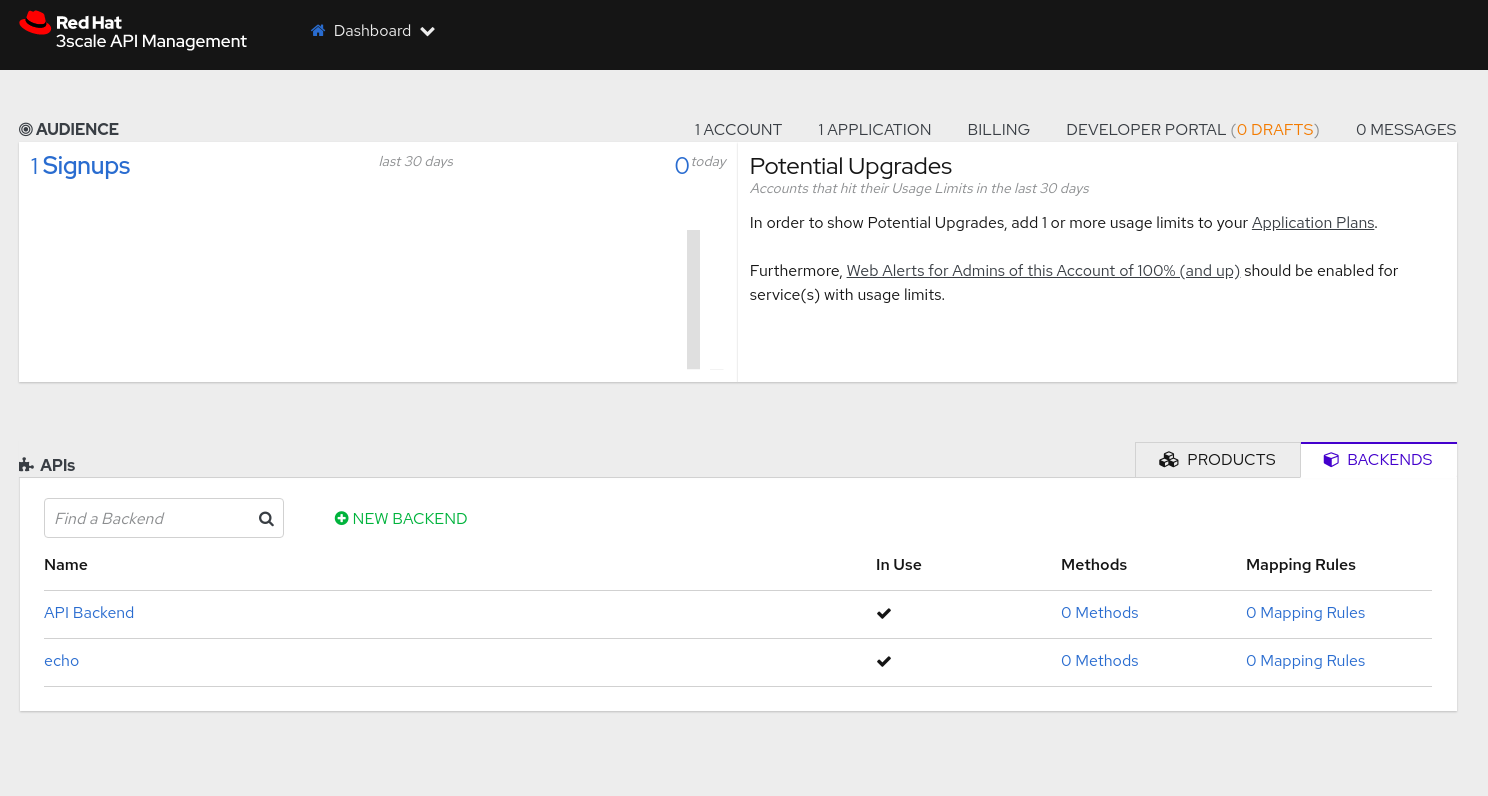 Red Hat
3scale API Management
Dashboard
AUDIENCE
1 ACCOUNT 1 APPLICATION BILLING DEVELOPER PORTAL (0 DRAFTS) 0 MESSAGES
1 Signups last 30 days 0 today
Potential Upgrades
Accounts that hit their Usage Limits in the last 30 days
In order to show Potential Upgrades, add 1 or more usage limits to your Application Plans.
Furthermore, Web Alerts for Admins of this Account of 100% (and up) should be enabled for
service(s) with usage limits.
APIs
PRODUCTS BACKENDS
Find a Backend NEW BACKEND
Name In Use Methods Mapping Rules
API Backend 0 Methods 0 Mapping Rules
echo 0 Methods 0 Mapping Rules